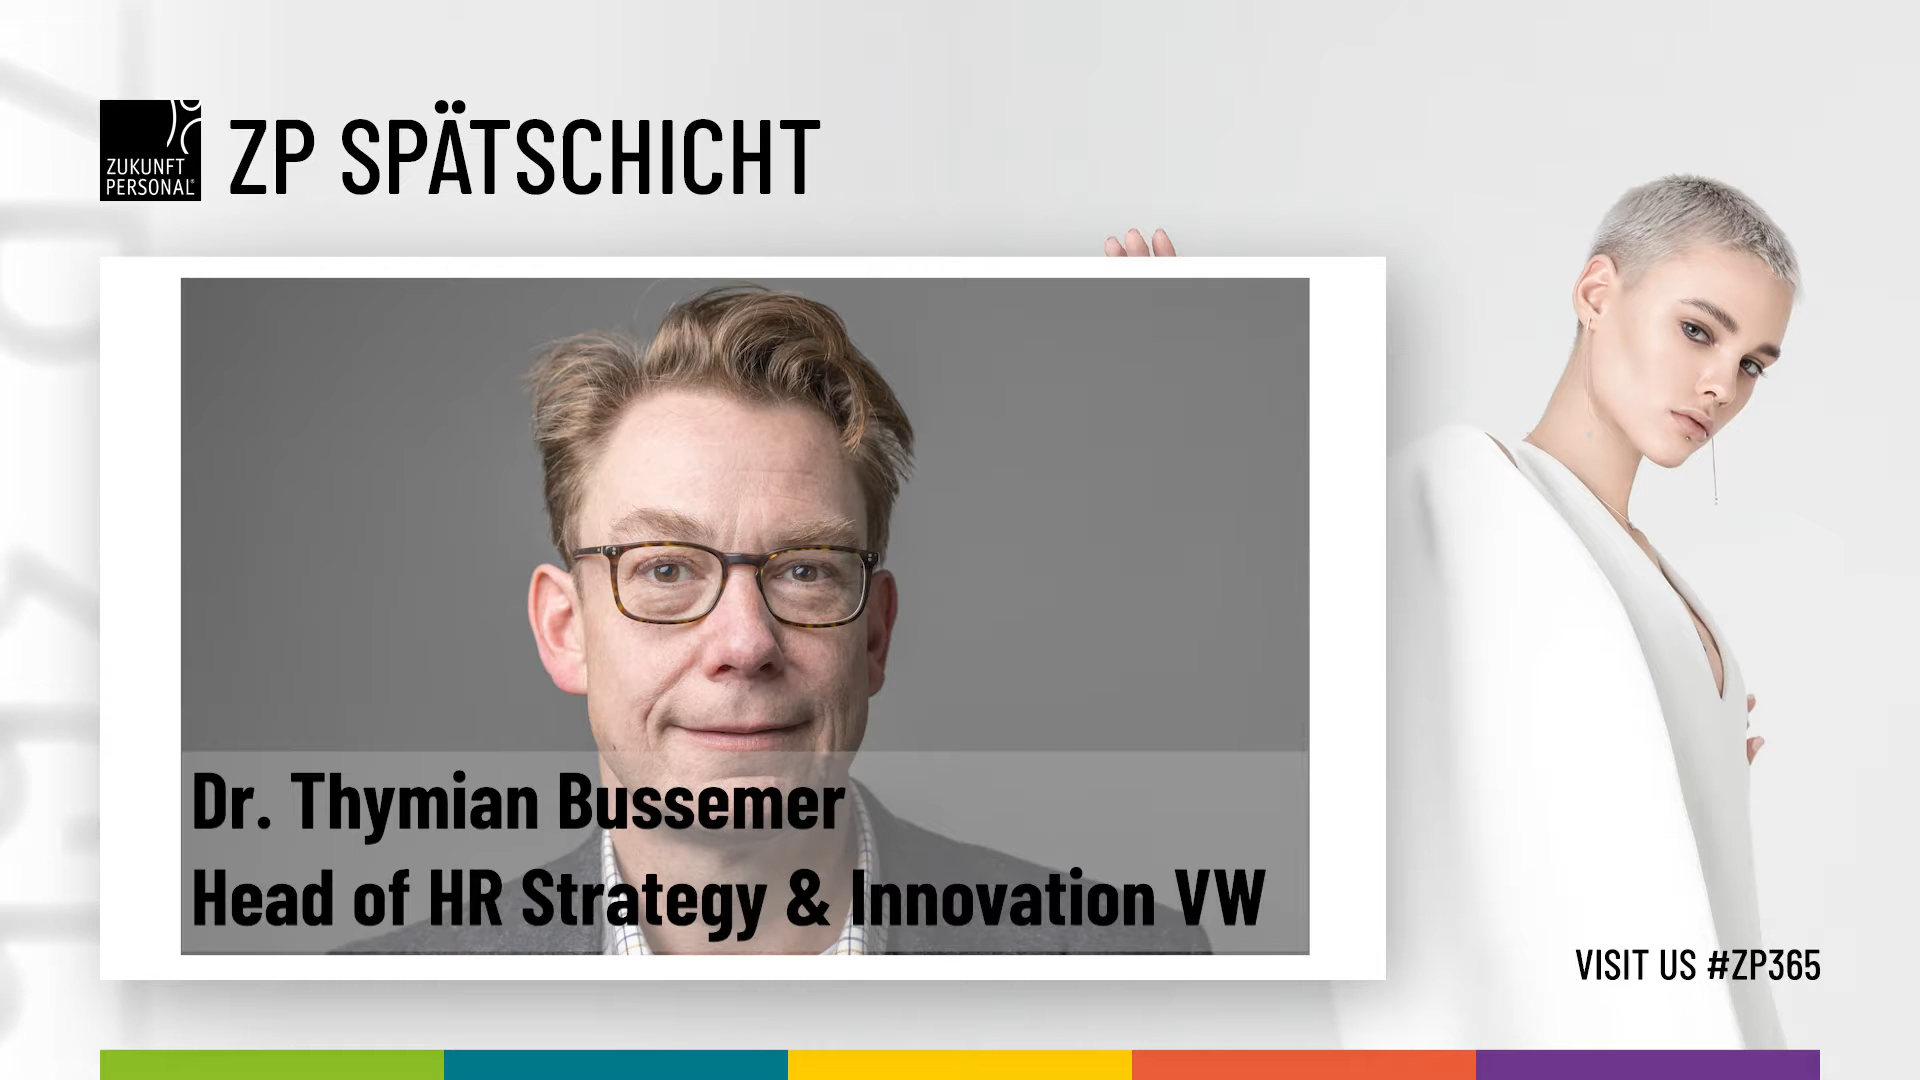 ZUKUNFT
PERSONAL®
ZP SPÄTSCHICHT
Dr. Thymian Bussemer
Head of HR Strategy & Innovation VW
VISIT US #ZP365